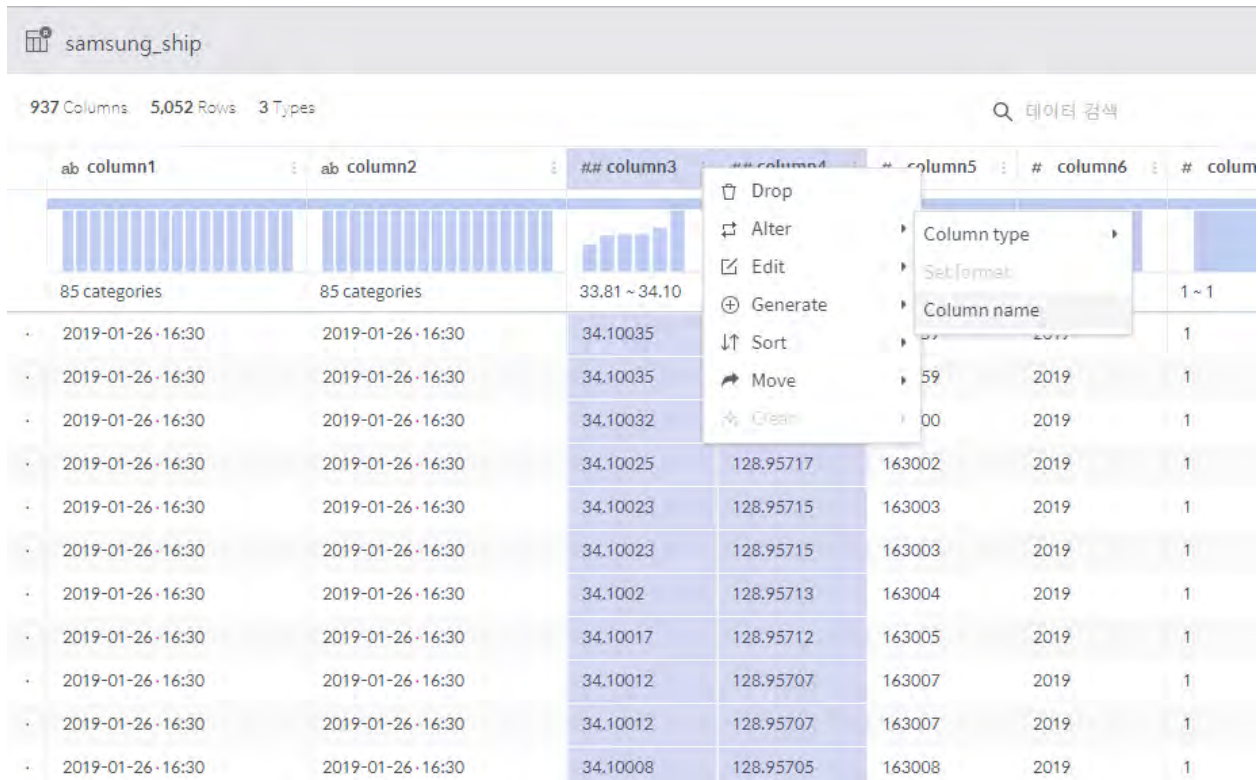 samsung_ship
937 Columns 5,052 Rows 3 Types 데이터 검색
ab column1 ab column2 ## column3 ## column4 # column5 # column6 # colum
Drop
Alter
Edit
Generate
Sort
Move
Clean
Column type
Set format
Column name
85 categories 85 categories 33.81 ~ 34.10 1 ~ 1
2019-01-26·16:30 2019-01-26·16:30 34.10035 1
2019-01-26·16:30 2019-01-26·16:30 34.10035 59 2019 1
2019-01-26·16:30 2019-01-26·16:30 34.10032 00 2019 1
2019-01-26·16:30 2019-01-26·16:30 34.10025 128.95717 163002 2019 1
2019-01-26·16:30 2019-01-26·16:30 34.10023 128.95715 163003 2019 1
2019-01-26·16:30 2019-01-26·16:30 34.10023 128.95715 163003 2019 1
2019-01-26·16:30 2019-01-26·16:30 34.1002 128.95713 163004 2019 1
2019-01-26·16:30 2019-01-26·16:30 34.10017 128.95712 163005 2019 1
2019-01-26·16:30 2019-01-26·16:30 34.10012 128.95707 163007 2019 1
2019-01-26·16:30 2019-01-26·16:30 34.10012 128.95707 163007 2019 1
2019-01-26·16:30 2019-01-26·16:30 34.10008 128.95705 163008 2019 1